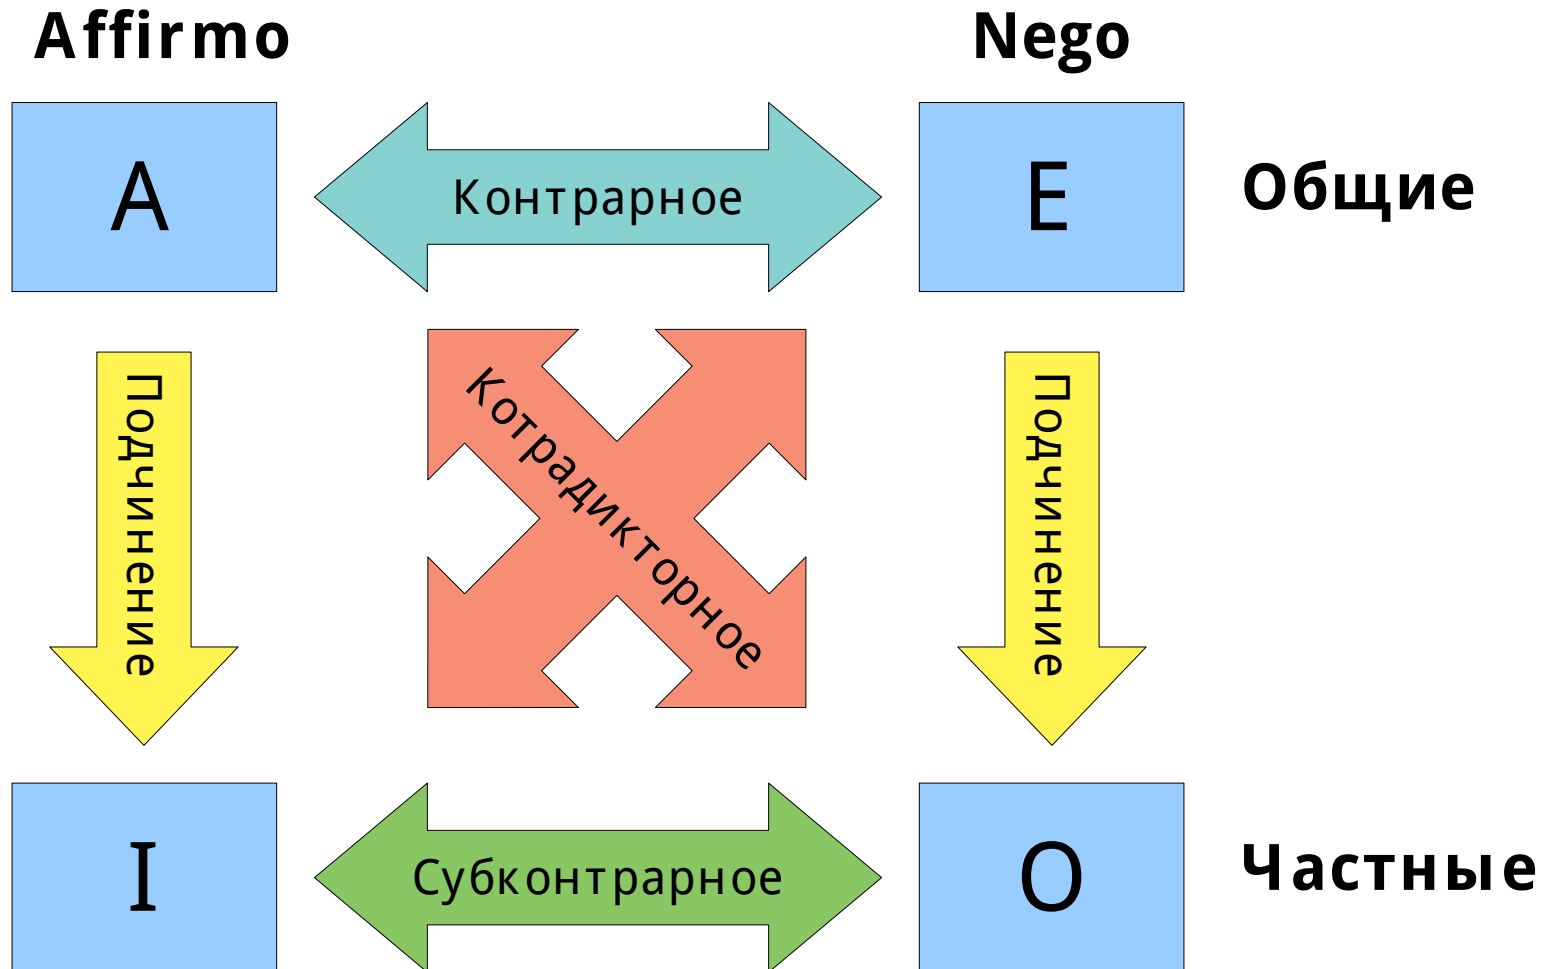 Affirmo
Nego
A
Контрарное
E
Общие
Подчинение
Котрадикторное
Подчинение
I
Субконтрарное
O
Частные